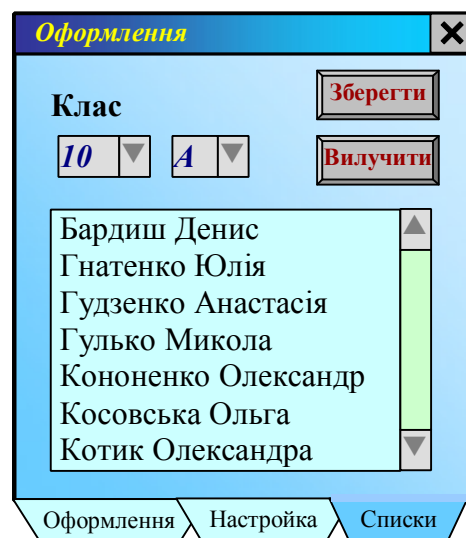 Оформлення
Клас
Зберегти
10 А
Вилучити
Бардиш Денис
Гнатенко Юлія
Гудзенко Анастасія
Гулько Микола
Кононенко Олександр
Косовська Ольга
Котик Олександра
Оформлення Настройка Списки